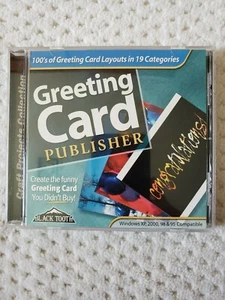 100's of Greeting Card Layouts in 19 Categories
Greeting
Card
PUBLISHER
congratulations!
Create the funny
Greeting Card
You Didn't Buy!
BLACK TOOTH
Windows XP, 2000, 98 & 95 Compatible
Craft Projects Collection